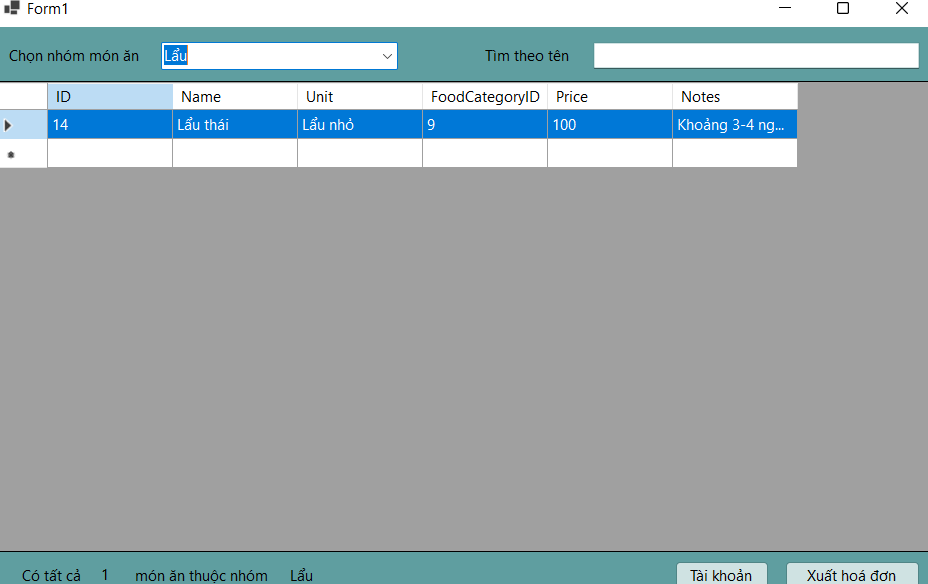 Form1
Chọn nhóm món ăn Lẩu Tìm theo tên
ID Name Unit FoodCategoryID Price Notes
14 Lẩu thái Lẩu nhỏ 9 100 Khoảng 3-4 ng...
Có tất cả 1 món ăn thuộc nhóm Lẩu Tài khoản Xuất hoá đơn